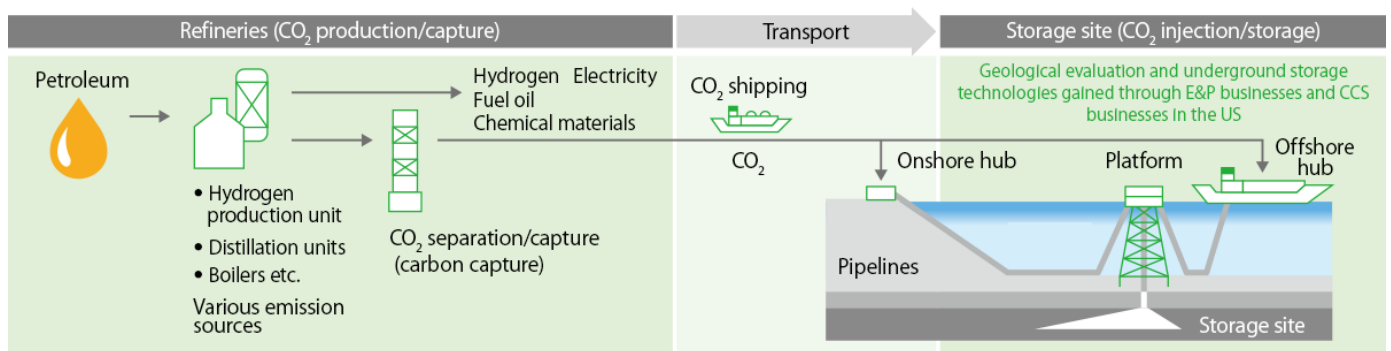 Refineries (CO₂ production/capture)
Transport
Storage site (CO₂ injection/storage)
Petroleum
Hydrogen Electricity
Fuel oil
Chemical materials
• Hydrogen
production unit
• Distillation units
• Boilers etc.
Various emission
sources
CO₂ separation/capture
(carbon capture)
CO₂ shipping
CO₂
Geological evaluation and underground storage
technologies gained through E&P businesses and CCS
businesses in the US
Onshore hub
Platform
Offshore
hub
Pipelines
Storage site